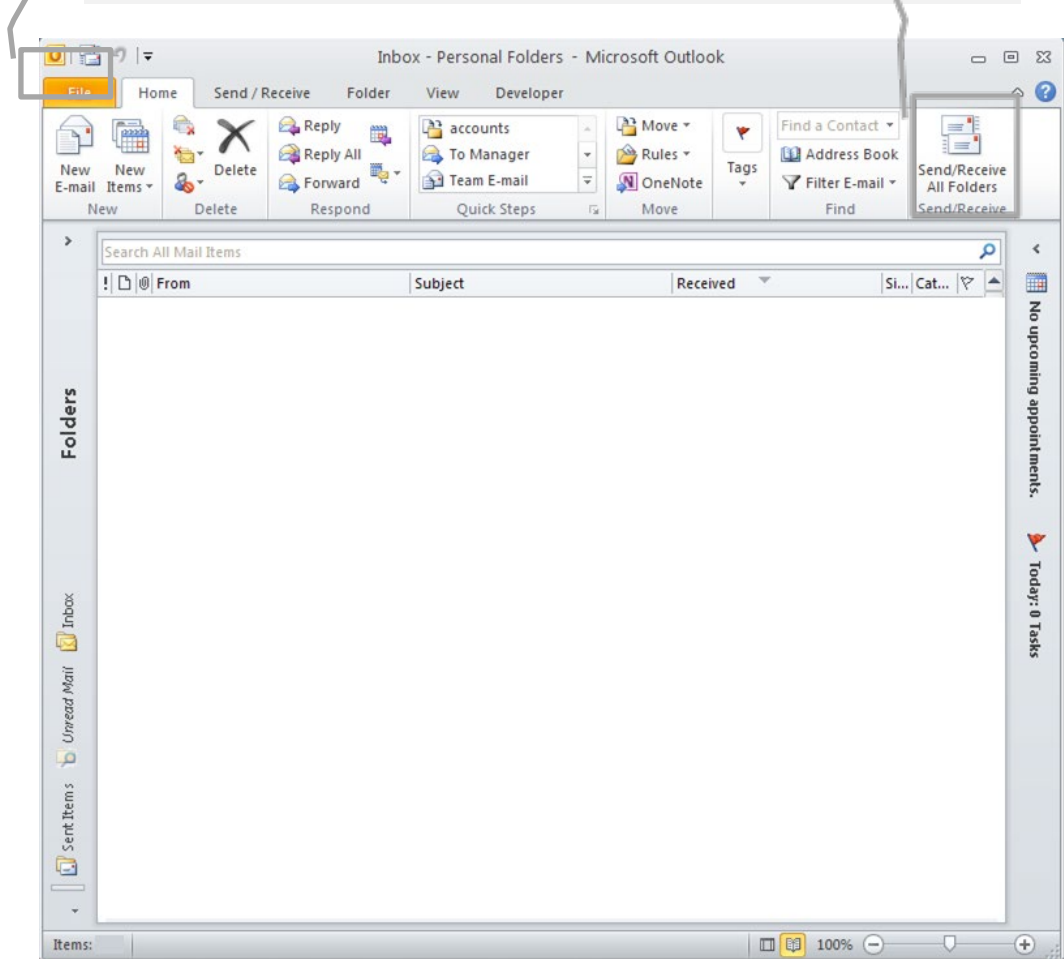 Inbox - Personal Folders - Microsoft Outlook
File Home Send / Receive Folder View Developer
New E-mail
New Items
Delete
Reply
Reply All
Forward
accounts
To Manager
Team E-mail
Move
Rules
OneNote
Tags
Find a Contact
Address Book
Filter E-mail
Send/Receive
All Folders
New Delete Respond Quick Steps Move Find Send/Receive
Search All Mail Items
! From Subject Received Si... Cat...
Folders
Inbox
Unread Mail
Sent Items
No upcoming appointments.
Today: 0 Tasks
Items: 100%